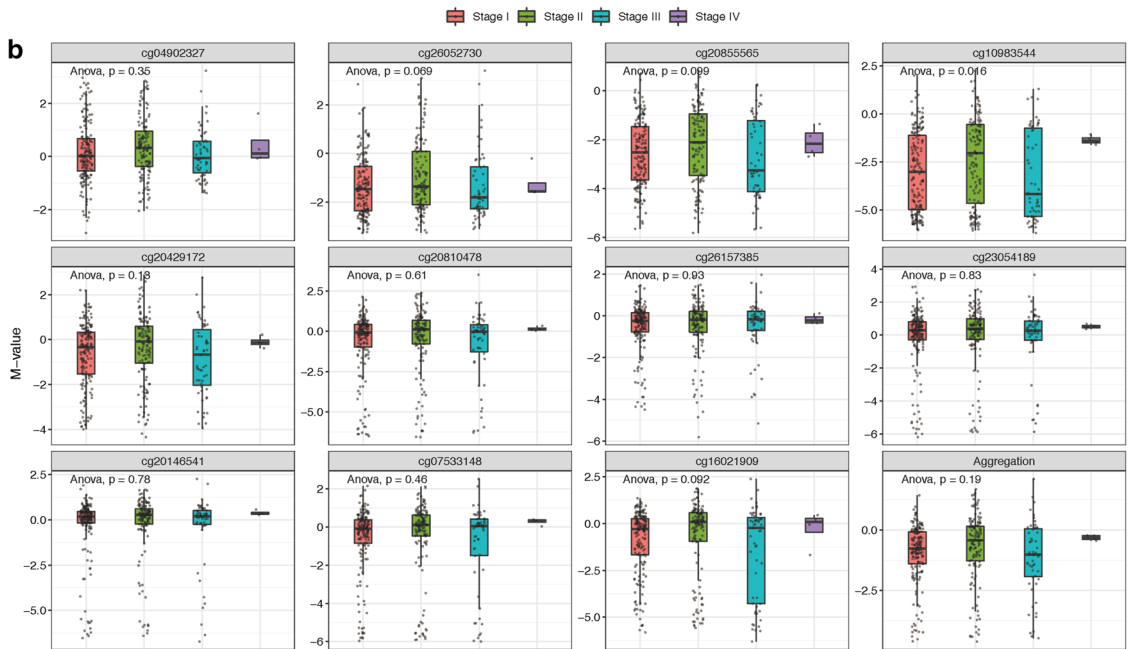 Stage I Stage II Stage III Stage IV
b
cg04902327 cg26052730 cg20855565 cg10983544
Anova, p = 0.35 Anova, p = 0.069 Anova, p = 0.099 Anova, p = 0.016
2 0 −2
2 0 −2
0 −2 −4 −6
2.5 0.0 −2.5 −5.0
cg20429172 cg20810478 cg26157385 cg23054189
Anova, p = 0.13 Anova, p = 0.61 Anova, p = 0.93 Anova, p = 0.83
2 0 −2 −4
2.5 0.0 −2.5 −5.0
2 0 −2 −4 −6
4 2 0 −2 −4 −6
M−value
cg20146541 cg07533148 cg16021909 Aggregation
Anova, p = 0.78 Anova, p = 0.46 Anova, p = 0.092 Anova, p = 0.19
2.5 0.0 −2.5 −5.0
2 0 −2 −4 −6
2.5 0.0 −2.5 −5.0
−0.0 −2.5